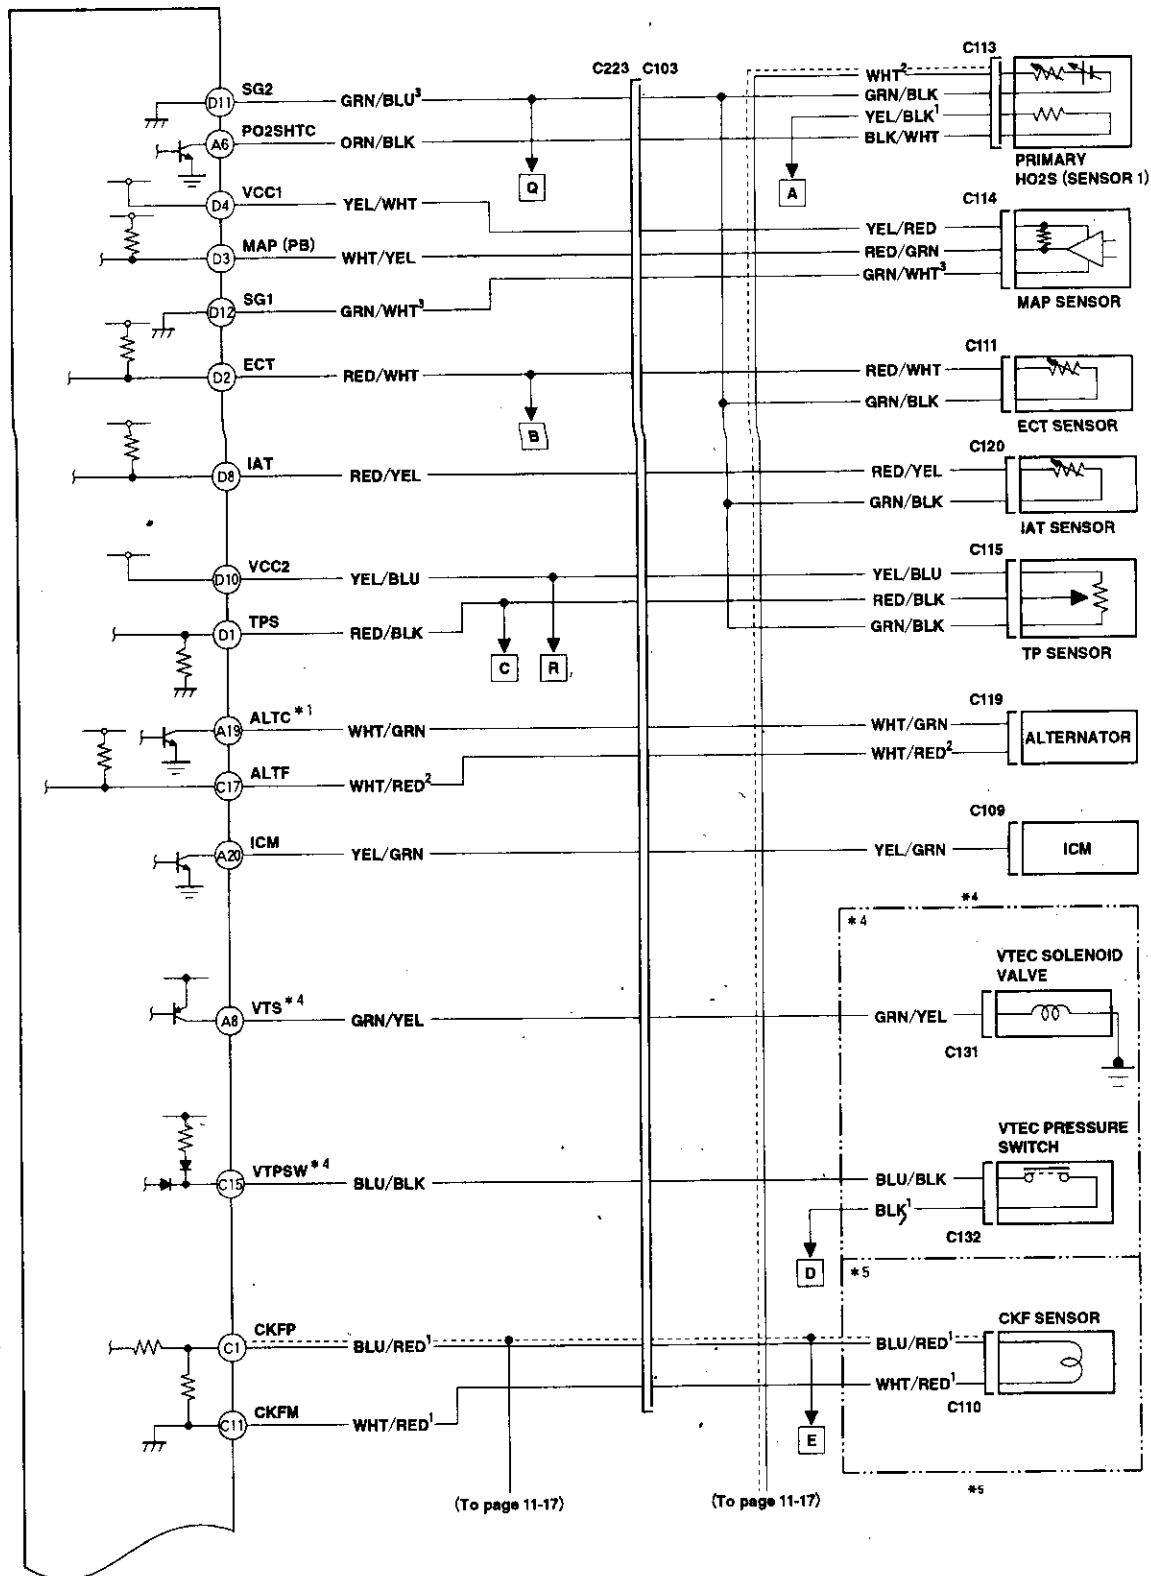 C113
C223 C103
WHT2
SG2
D11 GRN/BLU3 GRN/BLK
YEL/BLK1
PO2SHTC
A6 ORN/BLK BLK/WHT
PRIMARY
HO2S (SENSOR 1)
Q A
VCC1 C114
D4 YEL/WHT
YEL/RED
MAP (PB)
D3 WHT/YEL RED/GRN
GRN/WHT3
MAP SENSOR
SG1
D12 GRN/WHT3
C111
ECT
D2 RED/WHT RED/WHT
GRN/BLK
ECT SENSOR
B
C120
IAT
D8 RED/YEL RED/YEL
GRN/BLK
IAT SENSOR
C115
VCC2
D10 YEL/BLU YEL/BLU
RED/BLK
TPS
D1 RED/BLK GRN/BLK
TP SENSOR
C R
C119
ALTC *1
A19 WHT/GRN WHT/GRN
ALTERNATOR
WHT/RED2
ALTF
C17 WHT/RED2
C109
ICM
A20 YEL/GRN YEL/GRN ICM
*4
*4
VTEC SOLENOID
VALVE
VTS *4
A8 GRN/YEL GRN/YEL
C131
VTEC PRESSURE
SWITCH
VTPSW *4
C15 BLU/BLK BLU/BLK
BLK1
C132
D
*5
CKF SENSOR
CKFP
C1 BLU/RED1 BLU/RED1
WHT/RED1
C110
CKFM
C11 WHT/RED1
E
*5
(To page 11-17) (To page 11-17)